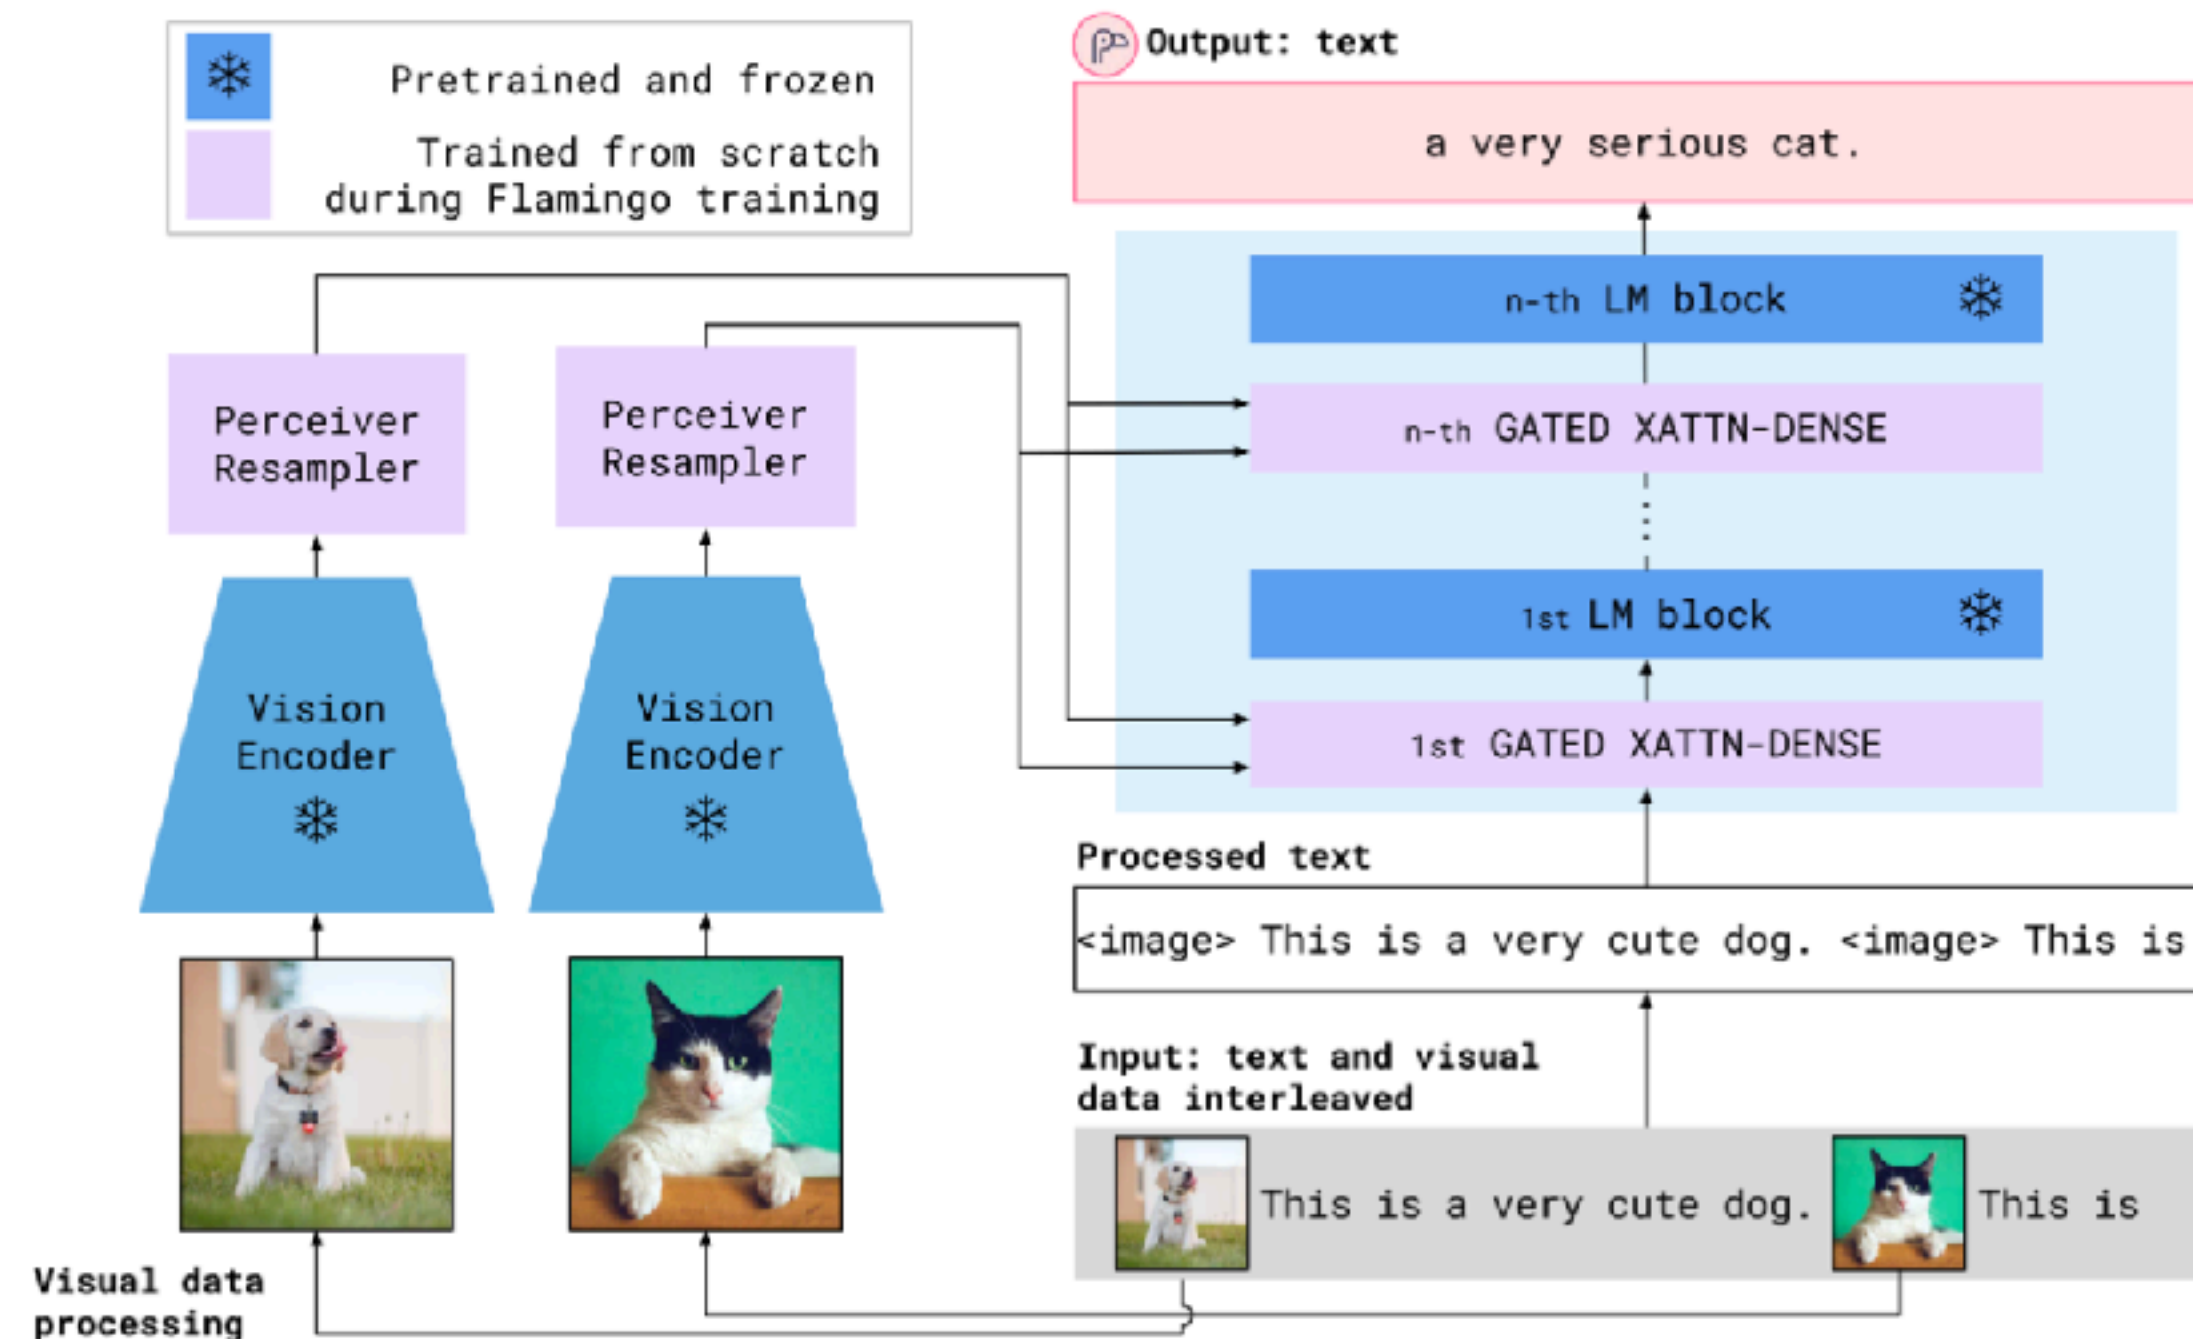 Pretrained and frozen
Trained from scratch
during Flamingo training
Output: text
a very serious cat.
n-th LM block
n-th GATED XATTN-DENSE
1st LM block
1st GATED XATTN-DENSE
Perceiver
Resampler
Perceiver
Resampler
Vision
Encoder
Vision
Encoder
Processed text
<image> This is a very cute dog. <image> This is
Input: text and visual
data interleaved
This is a very cute dog.
This is
Visual data
processing